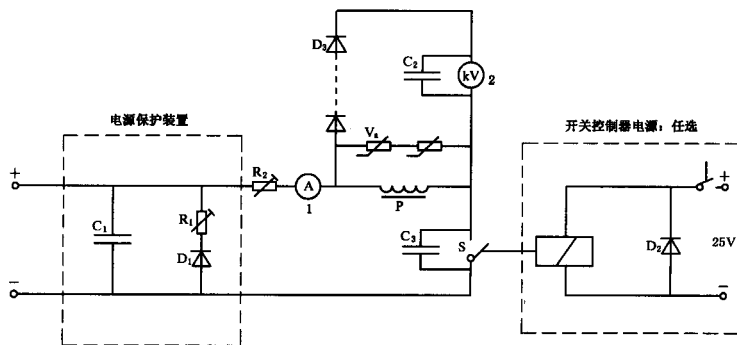 D₃
C₂
kV
2
电源保护装置
Vₐ
开关控制器电源：任选
+
R₂
A
1
P
+
R₁
C₁
C₃
S
D₂
25V
D₁
−
−